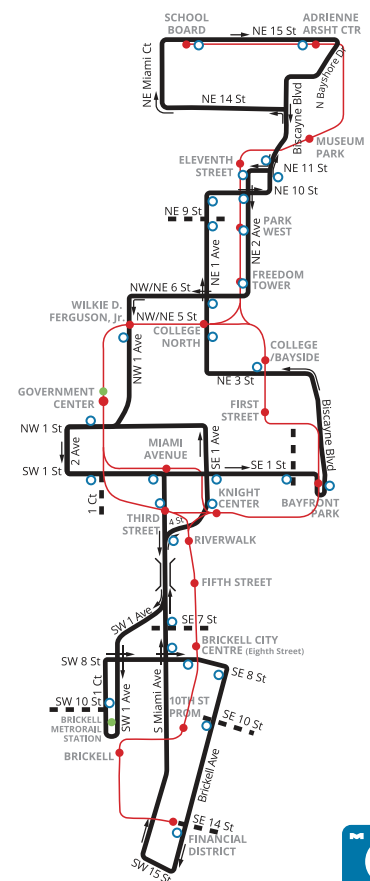 SCHOOL
BOARD
ADRIENNE
ARSHT CTR
NE 15 St
NE Miami Ct
N Bayshore Dr
NE 14 St
Biscayne Blvd
MUSEUM
PARK
ELEVENTH
STREET
NE 11 St
NE 10 St
NE 9 St
PARK
WEST
NE 1 Ave
NE 2 Ave
FREEDOM
TOWER
NW/NE 6 St
WILKIE D.
FERGUSON, Jr.
NW/NE 5 St
COLLEGE
NORTH
COLLEGE
/BAYSIDE
NW 1 Ave
NE 3 St
GOVERNMENT
CENTER
FIRST
STREET
Biscayne Blvd
NW 1 St
2 Ave
MIAMI
AVENUE
SE 1 Ave
SW 1 St
SE 1 St
1 Ct
KNIGHT
CENTER
BAYFRONT
PARK
THIRD
STREET
4 St
RIVERWALK
FIFTH STREET
SW 1 Ave
SE 7 St
BRICKELL CITY
CENTRE (Eighth Street)
SW 8 St
SE 8 St
1 Ct
SW 1 Ave
S Miami Ave
SW 10 St
10TH ST
PROM
SE 10 St
BRICKELL
METRORAIL
STATION
BRICKELL
Brickell Ave
SE 14 St
FINANCIAL
DISTRICT
SW 15 St